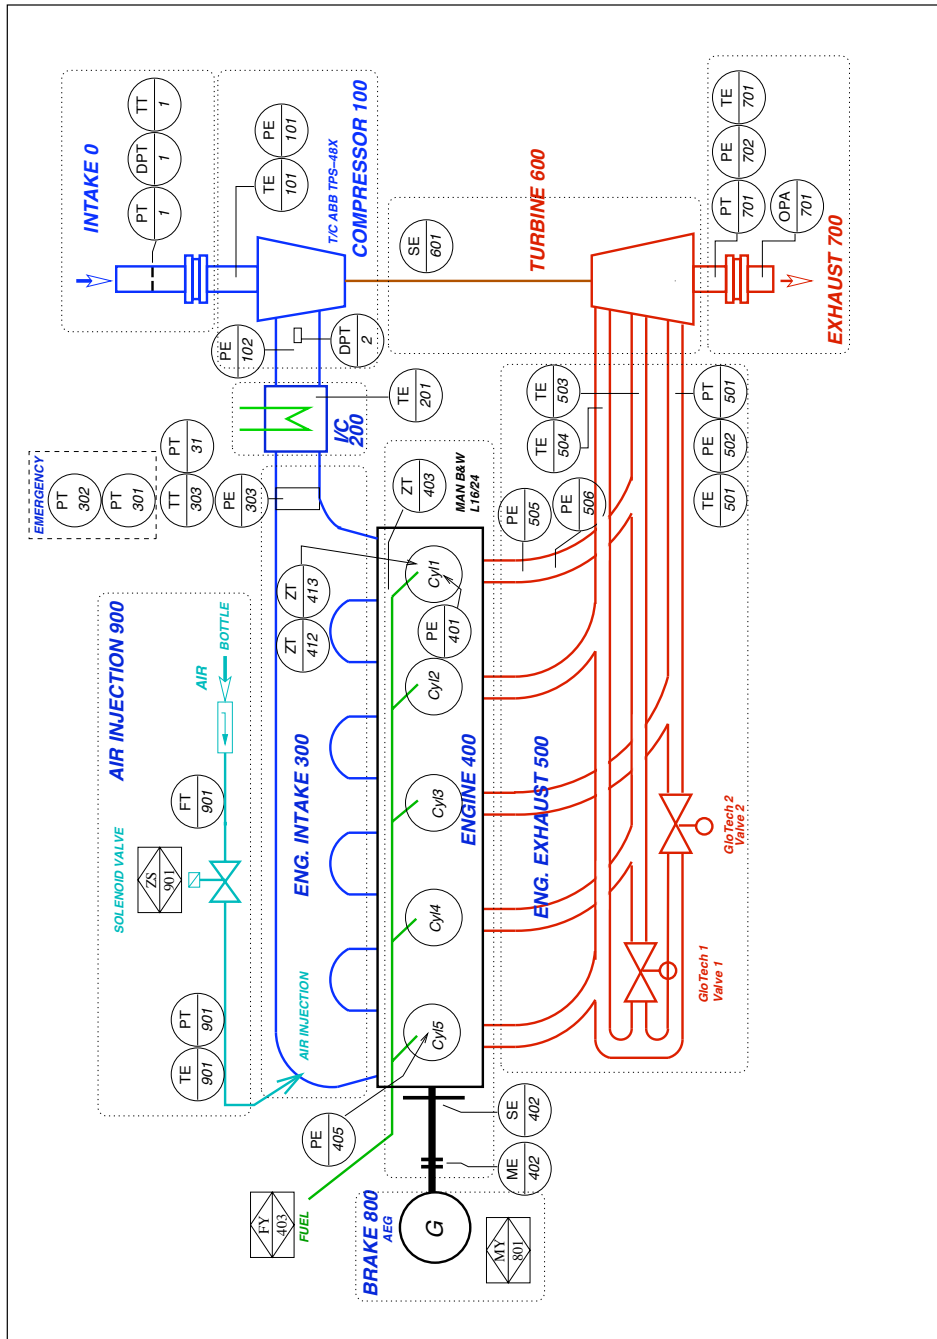 INTAKE 0
PT
1
DPT
1
TT
1
TE
101
PE
101
T/C ABB TPS-48X
COMPRESSOR 100
PE
102
DPT
2
TE
201
I/C
200
EMERGENCY
PT
302
PT
301
PT
31
TT
303
PE
303
SE
601
TURBINE 600
TE
701
PE
702
PT
701
OPA
701
EXHAUST 700
AIR INJECTION 900
BOTTLE
AIR
FT
901
SOLENOID VALVE
ZS
901
PT
901
TE
901
AIR INJECTION
ENG. INTAKE 300
ZT
413
ZT
412
ZT
403
MAN B&W
L16/24
Cyl1
PE
401
Cyl2
Cyl3
Cyl4
Cyl5
ENGINE 400
PE
405
FY
403
FUEL
BRAKE 800
AEG
G
MY
801
ME
402
SE
402
ENG. EXHAUST 500
PE
505
PE
506
TE
503
TE
504
PT
501
PE
502
TE
501
GloTech 1
Valve 1
GloTech 2
Valve 2